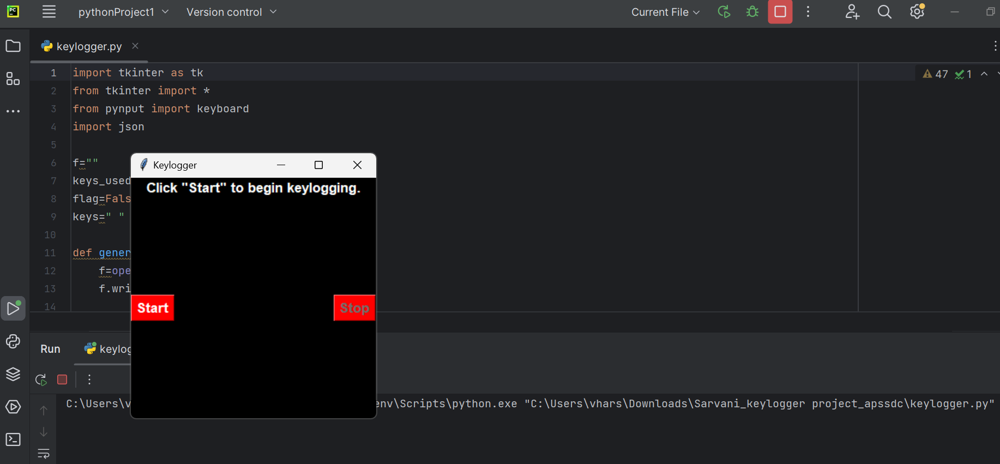 PC
pythonProject1
Version control
Current File
keylogger.py
47
1
1 import tkinter as tk
2 from tkinter import *
3 from pynput import keyboard
4 import json
5
6 f=""
7 keys_used
8 flag=Fals
9 keys=" "
10
11 def gener
12 f=ope
13 f.wri
14
Keylogger
Click "Start" to begin keylogging.
Start
Stop
Run
keylog
C:\Users\v env\Scripts\python.exe "C:\Users\vhars\Downloads\Sarvani_keylogger project_apssdc\keylogger.py"